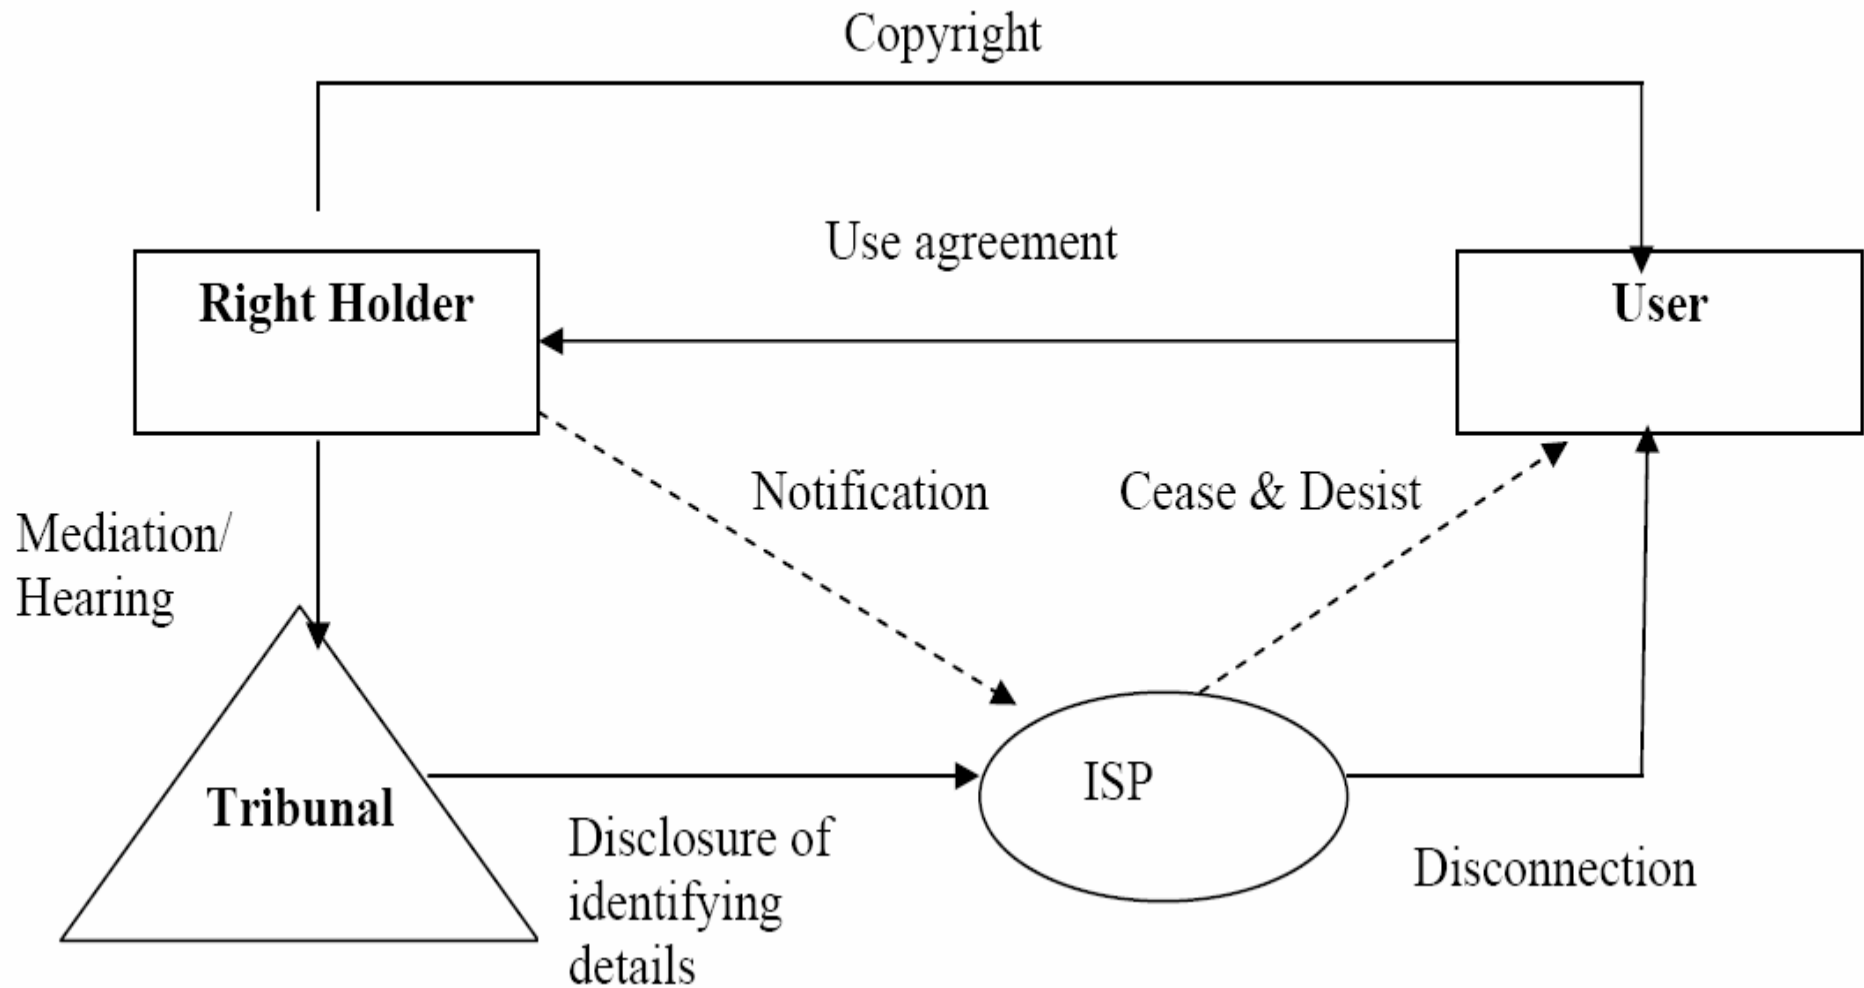 Copyright
Use agreement
Right Holder
User
Notification
Cease & Desist
Mediation/
Hearing
ISP
Tribunal
Disclosure of
identifying
details
Disconnection